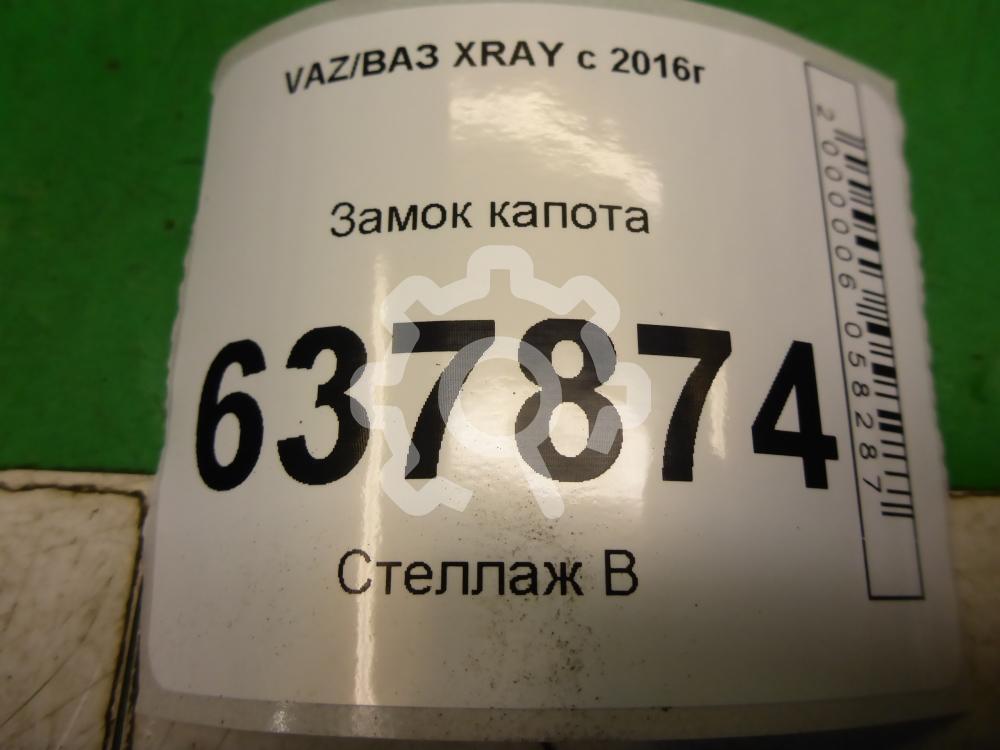 VAZ/ВАЗ XRAY с 2016г
Замок капота
637874
Стеллаж В
2000006058287